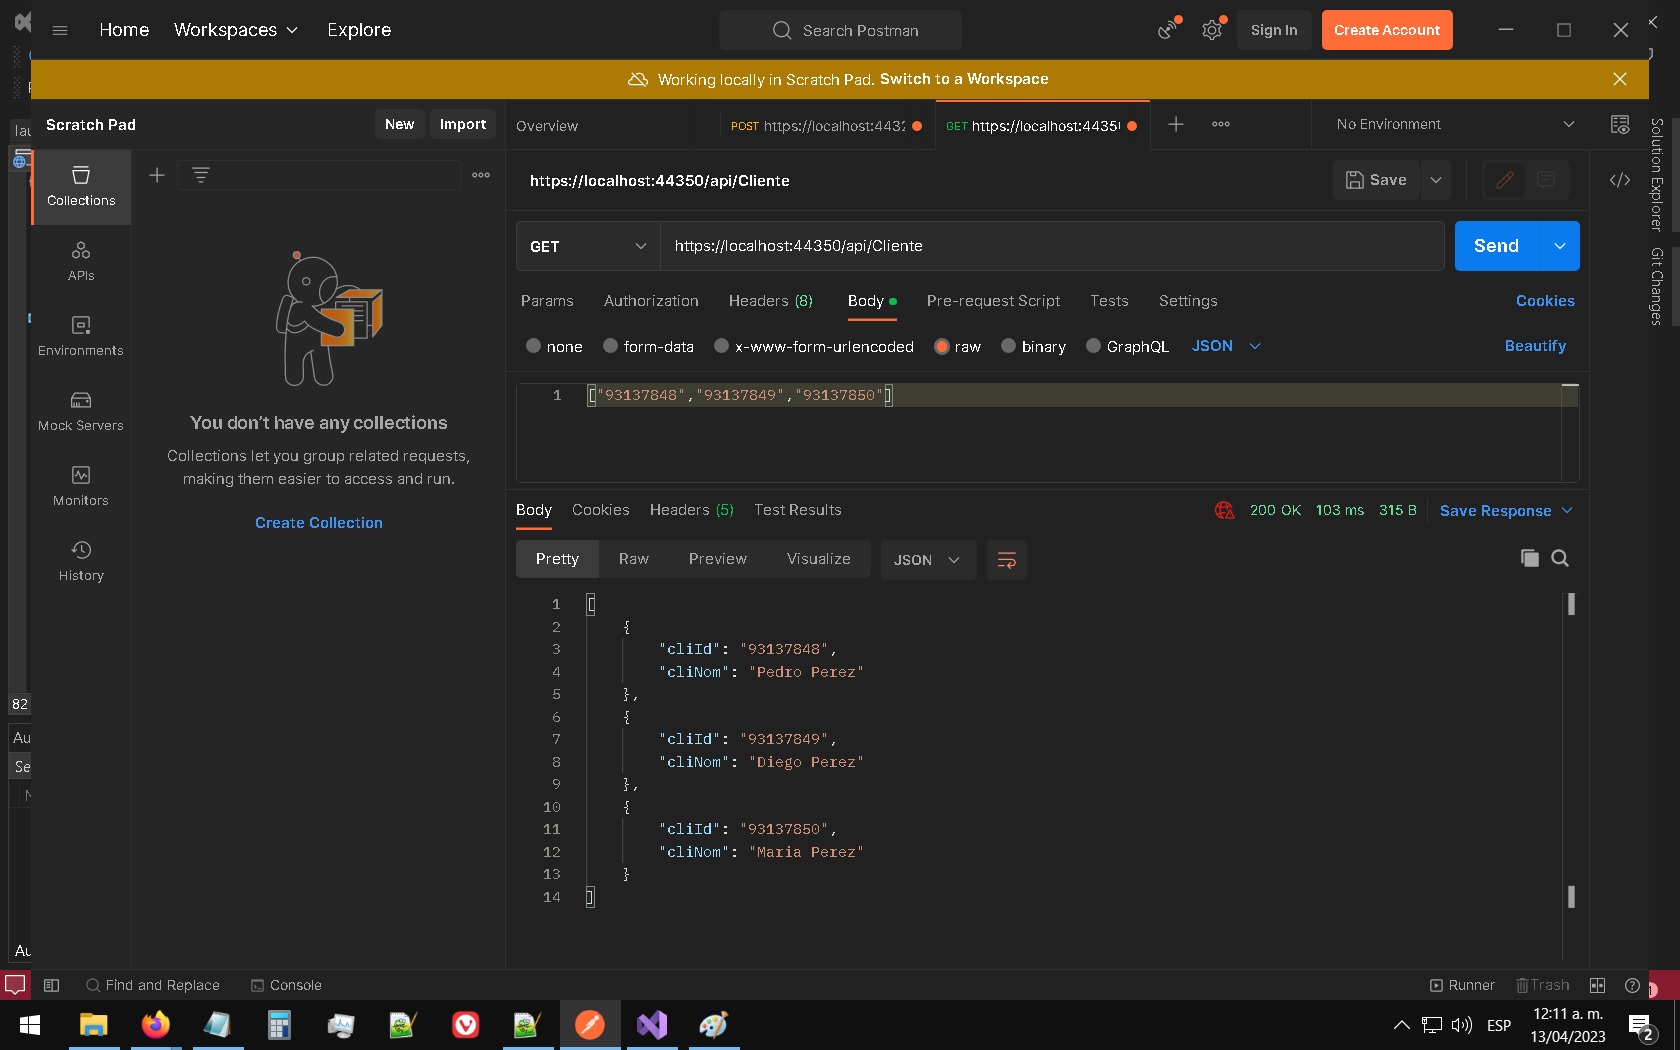 Home
Workspaces
Explore
Search Postman
Sign In
Create Account
Working locally in Scratch Pad. Switch to a Workspace
Scratch Pad
New
Import
Overview
POST https://localhost:4432
GET https://localhost:4435
No Environment
Collections
APIs
Environments
Mock Servers
Monitors
History
You don't have any collections
Collections let you group related requests,
making them easier to access and run.
Create Collection
https://localhost:44350/api/Cliente
Save
GET
https://localhost:44350/api/Cliente
Send
Params
Authorization
Headers (8)
Body
Pre-request Script
Tests
Settings
Cookies
none
form-data
x-www-form-urlencoded
raw
binary
GraphQL
JSON
Beautify
1 ["93137848","93137849","93137850"]
Body
Cookies
Headers (5)
Test Results
200 OK
103 ms
315 B
Save Response
Pretty
Raw
Preview
Visualize
JSON
1 [
2 {
3 "cliId": "93137848",
4 "cliNom": "Pedro Perez"
5 },
6 {
7 "cliId": "93137849",
8 "cliNom": "Diego Perez"
9 },
10 {
11 "cliId": "93137850",
12 "cliNom": "Maria Perez"
13 }
14 ]
Solution Explorer
Git Changes
lau
82
Au
Se
Au
Find and Replace
Console
Runner
Trash
ESP
12:11 a. m.
13/04/2023
2